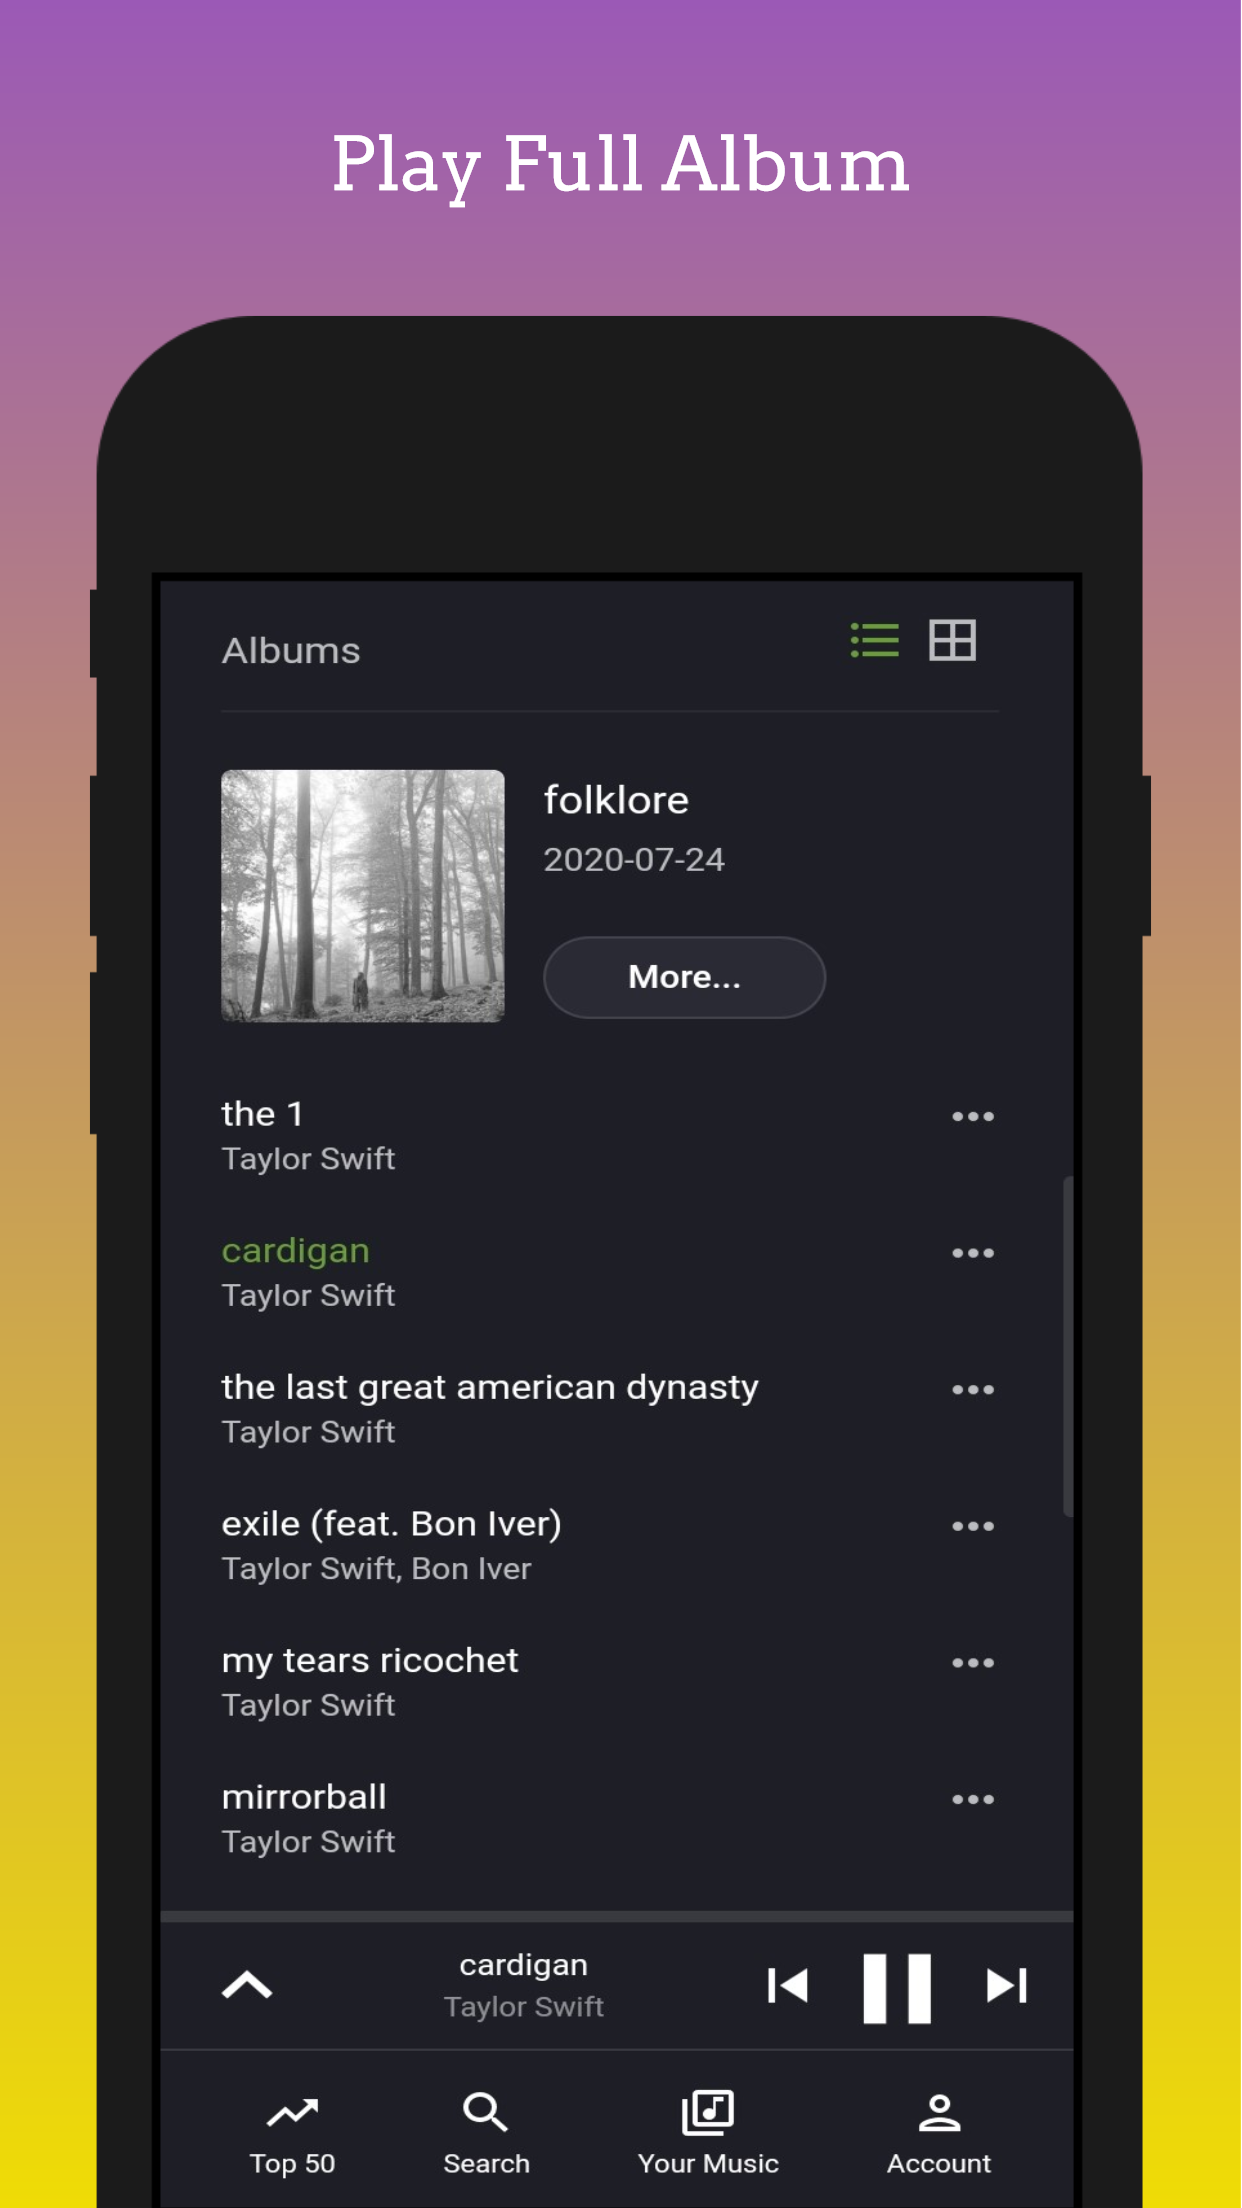 Play Full Album
Albums
folklore
2020-07-24
More...
the 1
Taylor Swift
cardigan
Taylor Swift
the last great american dynasty
Taylor Swift
exile (feat. Bon Iver)
Taylor Swift, Bon Iver
my tears ricochet
Taylor Swift
mirrorball
Taylor Swift
cardigan
Taylor Swift
Top 50
Search
Your Music
Account